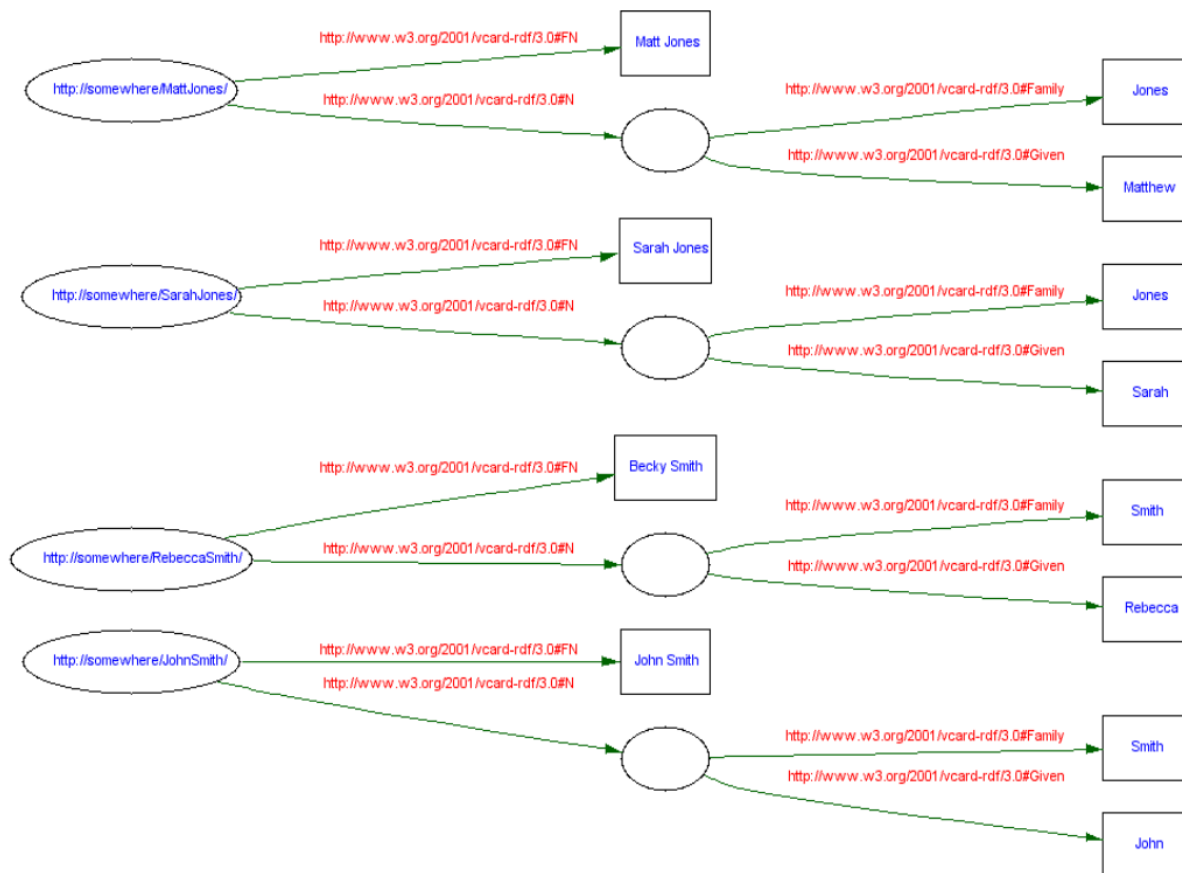 http://www.w3.org/2001/vcard-rdf/3.0#FN
Matt Jones
http://somewhere/MattJones/
http://www.w3.org/2001/vcard-rdf/3.0#N
http://www.w3.org/2001/vcard-rdf/3.0#Family
Jones
http://www.w3.org/2001/vcard-rdf/3.0#Given
Matthew
http://www.w3.org/2001/vcard-rdf/3.0#FN
Sarah Jones
http://somewhere/SarahJones/
http://www.w3.org/2001/vcard-rdf/3.0#N
http://www.w3.org/2001/vcard-rdf/3.0#Family
Jones
http://www.w3.org/2001/vcard-rdf/3.0#Given
Sarah
http://www.w3.org/2001/vcard-rdf/3.0#FN
Becky Smith
http://somewhere/RebeccaSmith/
http://www.w3.org/2001/vcard-rdf/3.0#N
http://www.w3.org/2001/vcard-rdf/3.0#Family
Smith
http://www.w3.org/2001/vcard-rdf/3.0#Given
Rebecca
http://www.w3.org/2001/vcard-rdf/3.0#FN
John Smith
http://somewhere/JohnSmith/
http://www.w3.org/2001/vcard-rdf/3.0#N
http://www.w3.org/2001/vcard-rdf/3.0#Family
Smith
http://www.w3.org/2001/vcard-rdf/3.0#Given
John